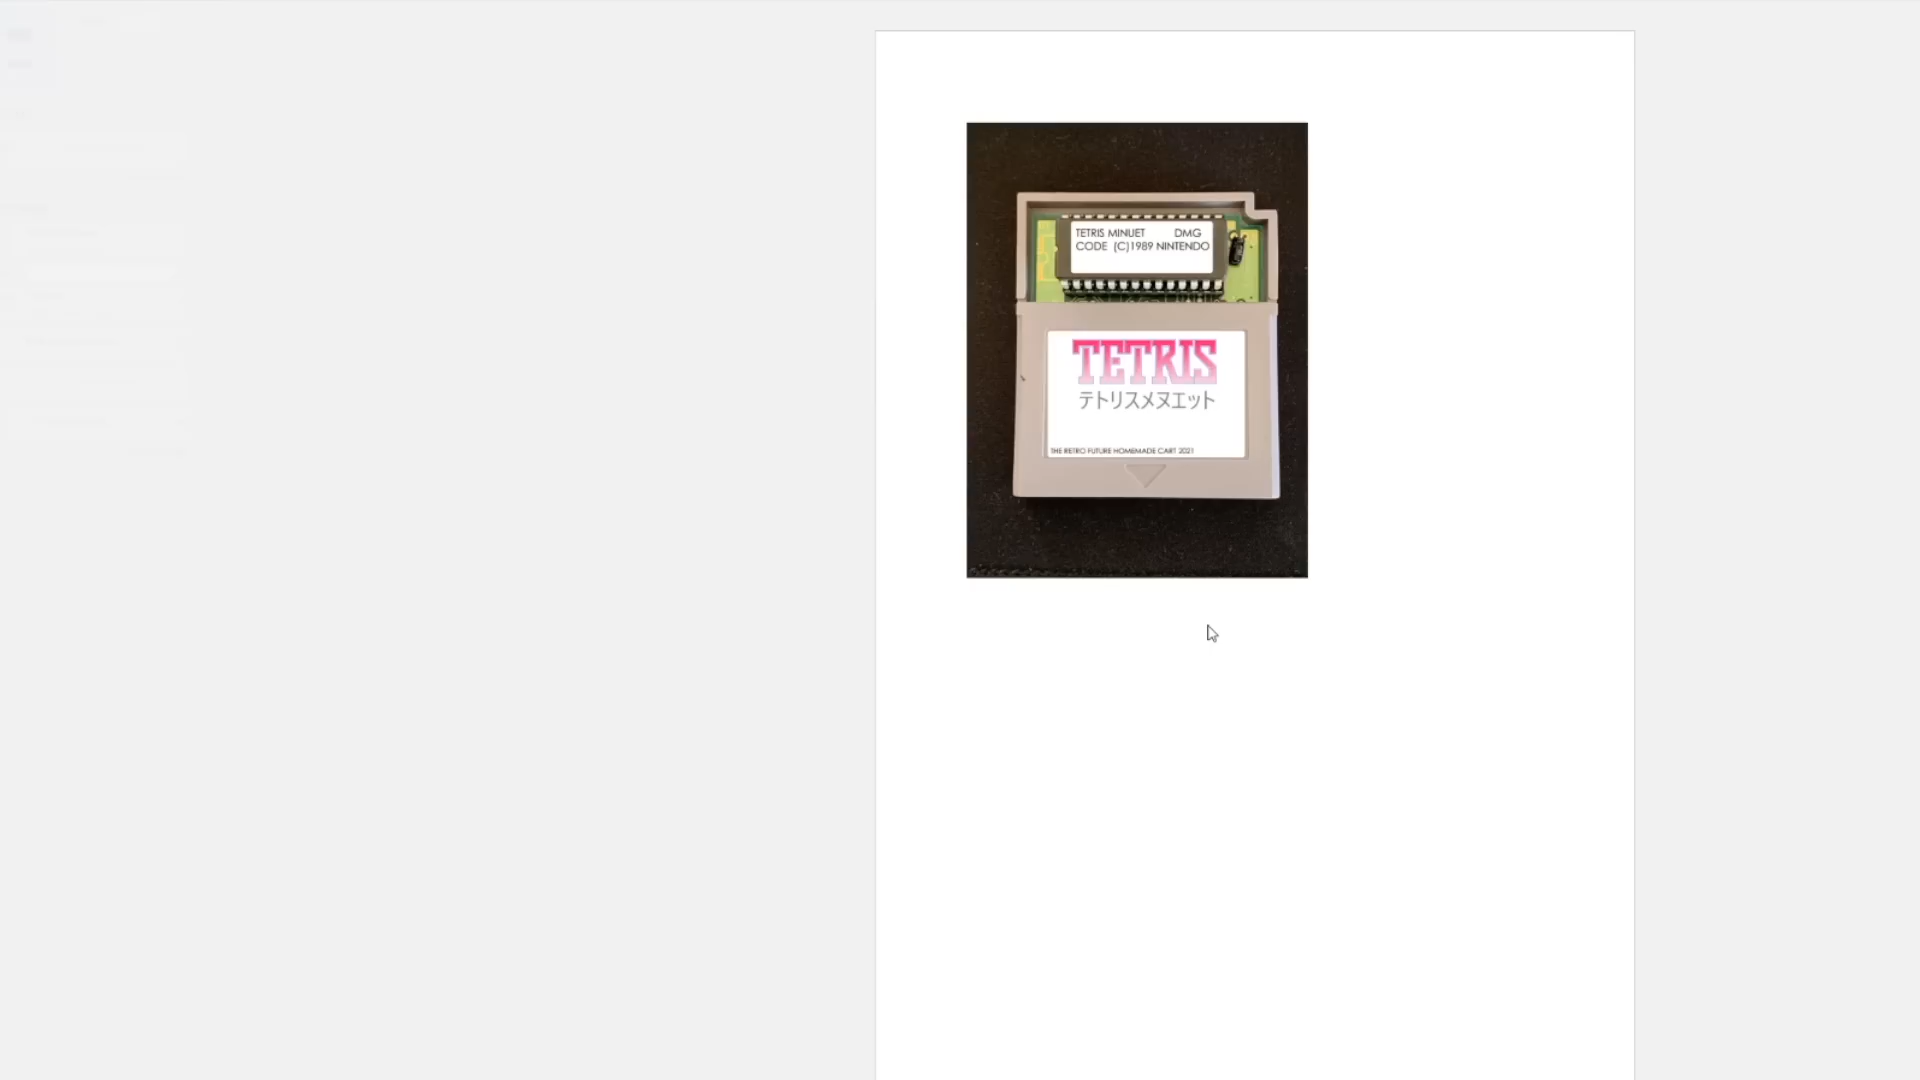 TETRIS MINUET DMG
CODE (C)1989 NINTENDO
TETRIS
テトリスメヌエット
THE RETRO FUTURE HOMEMADE CART 2021